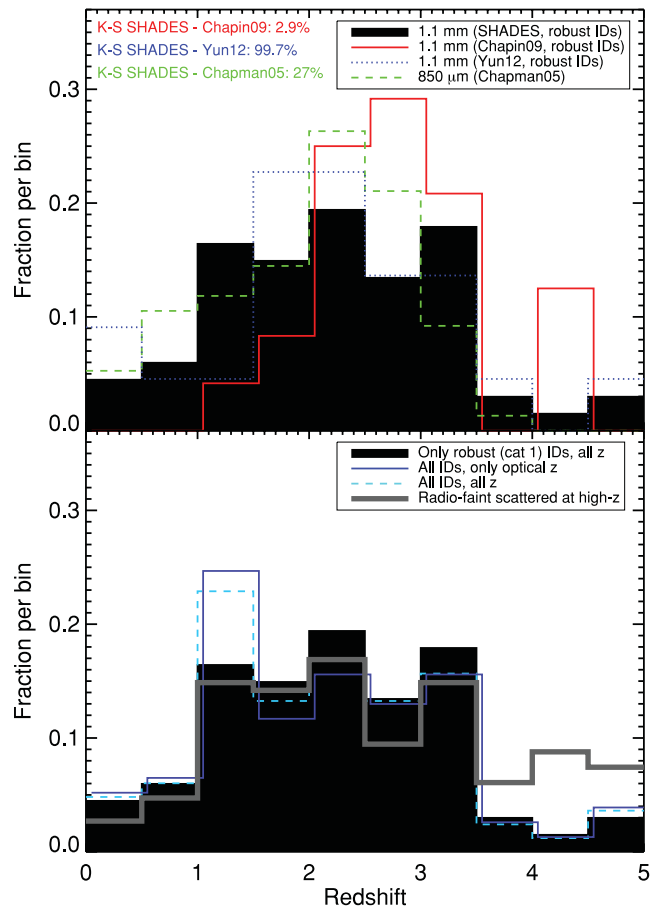 K-S SHADES - Chapin09: 2,9%
K-S SHADES - Yun12: 99.7%
K-S SHADES - Chapman05: 27%
1.1 mm (SHADES, robust IDs)
1.1 mm (Chapin09, robust IDs)
1.1 mm (Yun12, robust IDs)
850 μm (Chapman05)
Fraction per bin
0.3
0.2
0.1
0.0
Only robust (cat 1) IDs, all z
All IDs, only optical z
All IDs, all z
Radio-faint scattered at high-z
Fraction per bin
0.3
0.2
0.1
0.0
0 1 2 3 4 5
Redshift